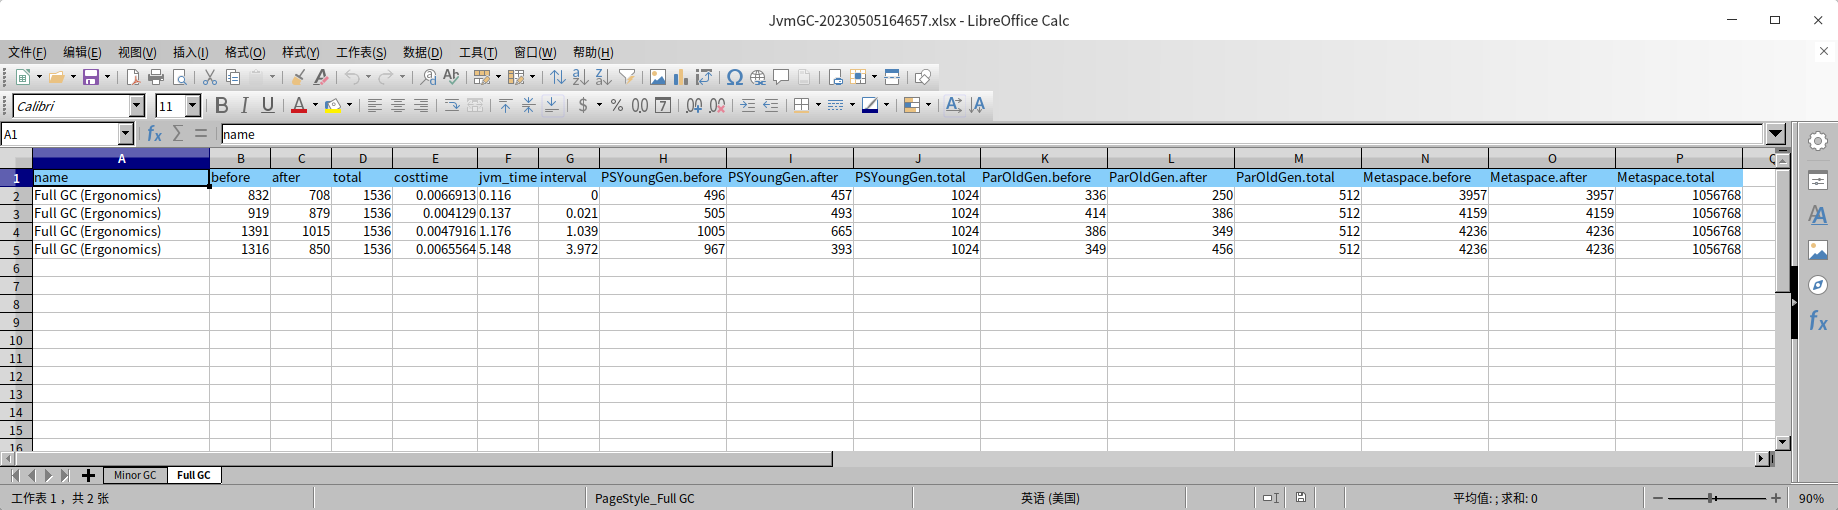 JvmGC-20230505164657.xlsx - LibreOffice Calc
文件(F) 编辑(E) 视图(V) 插入(I) 格式(O) 样式(Y) 工作表(S) 数据(D) 工具(T) 窗口(W) 帮助(H)
Calibri 11 B I U A $ % 0.0 7 .00 .00
A1 fx Σ = name
A B C D E F G H I J K L M N O P Q
1 name before after total costtime jvm_time interval PSYoungGen.before PSYoungGen.after PSYoungGen.total ParOldGen.before ParOldGen.after ParOldGen.total Metaspace.before Metaspace.after Metaspace.total
2 Full GC (Ergonomics) 832 708 1536 0.0066913 0.116 0 496 457 1024 336 250 512 3957 3957 1056768
3 Full GC (Ergonomics) 919 879 1536 0.004129 0.137 0.021 505 493 1024 414 386 512 4159 4159 1056768
4 Full GC (Ergonomics) 1391 1015 1536 0.0047916 1.176 1.039 1005 665 1024 386 349 512 4236 4236 1056768
5 Full GC (Ergonomics) 1316 850 1536 0.0065564 5.148 3.972 967 393 1024 349 456 512 4236 4236 1056768
6
7
8
9
10
11
12
13
14
15
16
Minor GC Full GC
工作表 1 ，共 2 张 PageStyle_Full GC 英语 (美国) 平均值: ; 求和: 0 90%